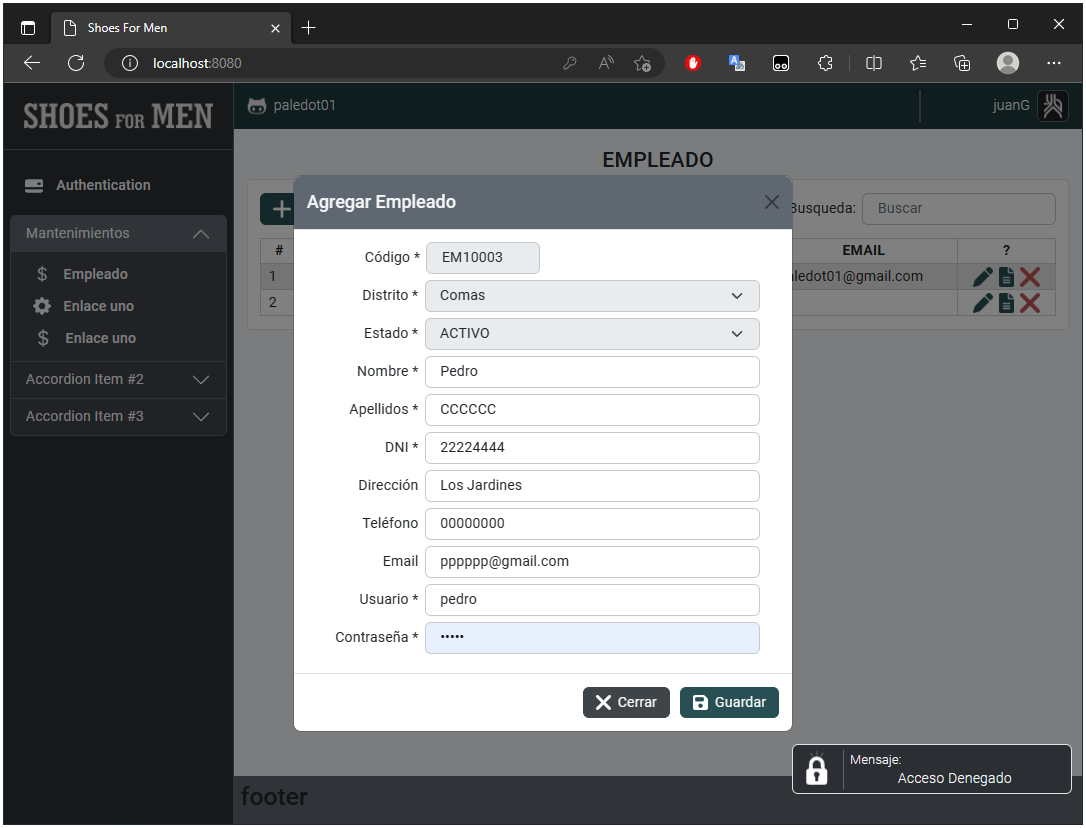 Shoes For Men
localhost:8080
SHOES FOR MEN
paledot01
juanG
Authentication
Mantenimientos
$ Empleado
Enlace uno
$ Enlace uno
Accordion Item #2
Accordion Item #3
EMPLEADO
Busqueda: Buscar
# EMAIL ?
1 aledot01@gmail.com
2
Agregar Empleado
Código * EM10003
Distrito * Comas
Estado * ACTIVO
Nombre * Pedro
Apellidos * CCCCCC
DNI * 22224444
Dirección Los Jardines
Teléfono 00000000
Email pppppp@gmail.com
Usuario * pedro
Contraseña * •••••
Cerrar Guardar
Mensaje:
Acceso Denegado
footer